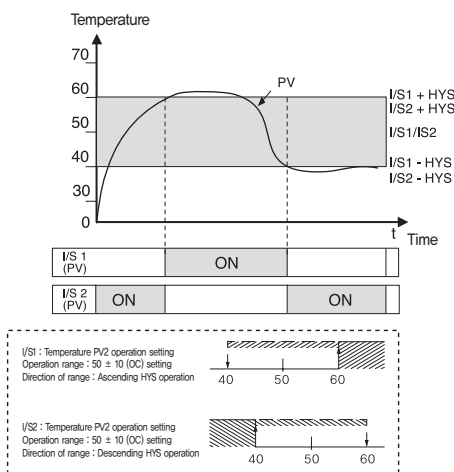 Temperature
70
60
50
40
30
0
PV
I/S1 + HYS
I/S2 + HYS
I/S1/IS2
I/S1 - HYS
I/S2 - HYS
t Time
I/S 1
(PV)
ON
I/S 2
(PV)
ON
ON
I/S1 : Temperature PV2 operation setting
Operation range : 50 ± 10 (OC) setting
Direction of range : Ascending HYS operation
40 50 60
I/S2 : Temperature PV2 operation setting
Operation range : 50 ± 10 (OC) setting
Direction of range : Descending HYS operation
40 50 60